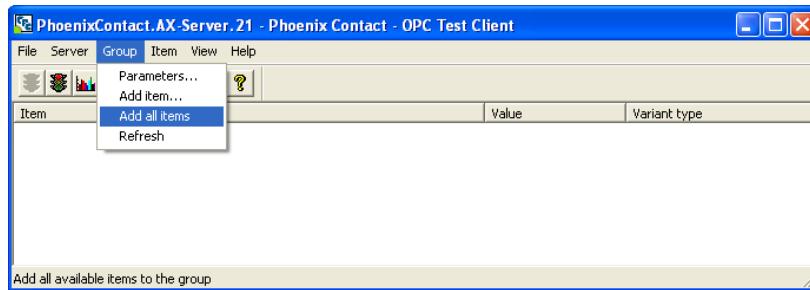 PhoenixContact.AX-Server.21 - Phoenix Contact - OPC Test Client
File Server Group Item View Help
Parameters...
Add item...
Item Value Variant type
Add all items
Refresh
Add all available items to the group